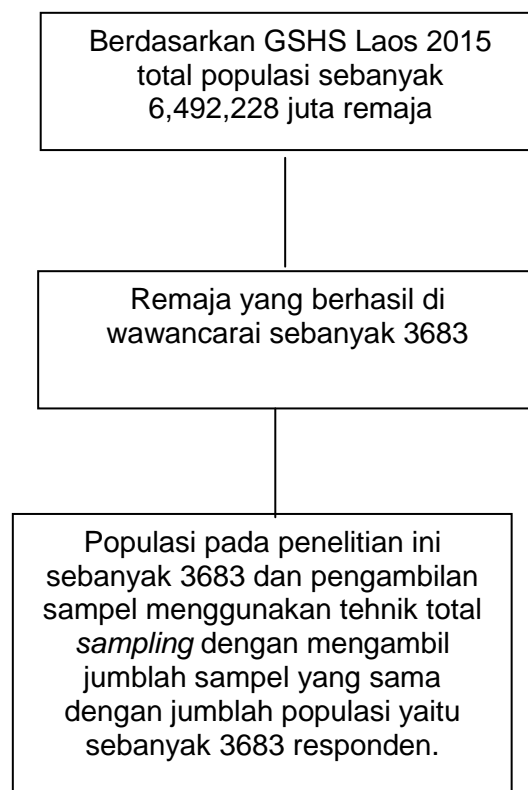 Berdasarkan GSHS Laos 2015
total populasi sebanyak
6,492,228 juta remaja
Remaja yang berhasil di
wawancarai sebanyak 3683
Populasi pada penelitian ini
sebanyak 3683 dan pengambilan
sampel menggunakan tehnik total
sampling dengan mengambil
jumblah sampel yang sama
dengan jumblah populasi yaitu
sebanyak 3683 responden.